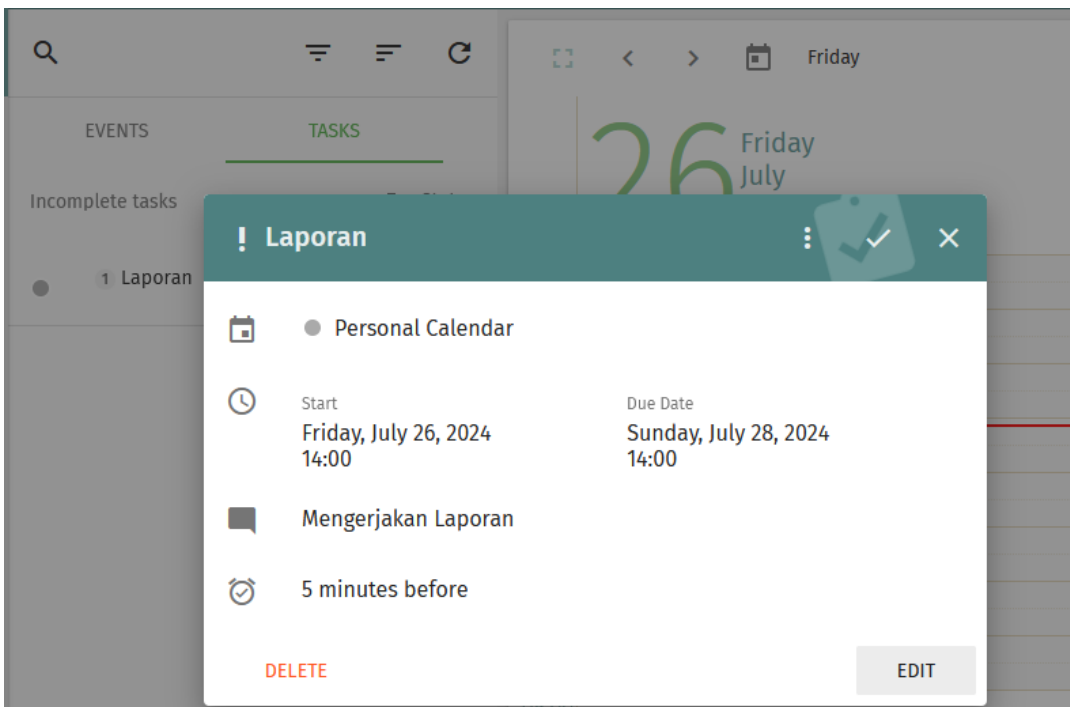 Friday
EVENTS
TASKS
26
Friday
July
Incomplete tasks
! Laporan
1 Laporan
Personal Calendar
Start
Due Date
Friday, July 26, 2024
Sunday, July 28, 2024
14:00
14:00
Mengerjakan Laporan
5 minutes before
DELETE
EDIT